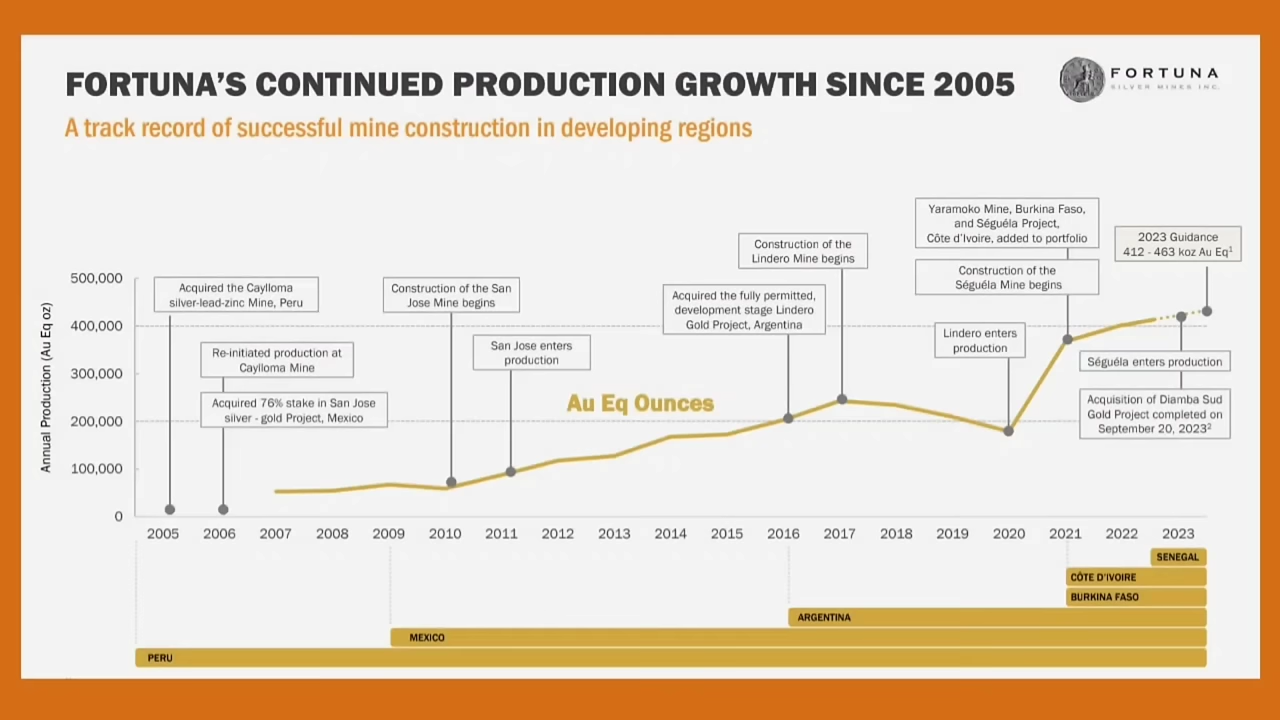 FORTUNA'S CONTINUED PRODUCTION GROWTH SINCE 2005
FORTUNA
SILVER MINES INC.
A track record of successful mine construction in developing regions
Annual Production (Au Eq oz)
500,000
400,000
300,000
200,000
100,000
0
Acquired the Caylloma
silver-lead-zinc Mine, Peru
Re-initiated production at
Caylloma Mine
Acquired 76% stake in San Jose
silver - gold Project, Mexico
Construction of the San
Jose Mine begins
San Jose enters
production
Au Eq Ounces
Acquired the fully permitted,
development stage Lindero
Gold Project, Argentina
Construction of the
Lindero Mine begins
Lindero enters
production
Yaramoko Mine, Burkina Faso,
and Séguéla Project,
Côte d'Ivoire, added to portfolio
Construction of the
Séguéla Mine begins
2023 Guidance
412 - 463 koz Au Eq¹
Séguéla enters production
Acquisition of Diamba Sud
Gold Project completed on
September 20, 2023²
2005 2006 2007 2008 2009 2010 2011 2012 2013 2014 2015 2016 2017 2018 2019 2020 2021 2022 2023
SENEGAL
CÔTE D'IVOIRE
BURKINA FASO
ARGENTINA
MEXICO
PERU